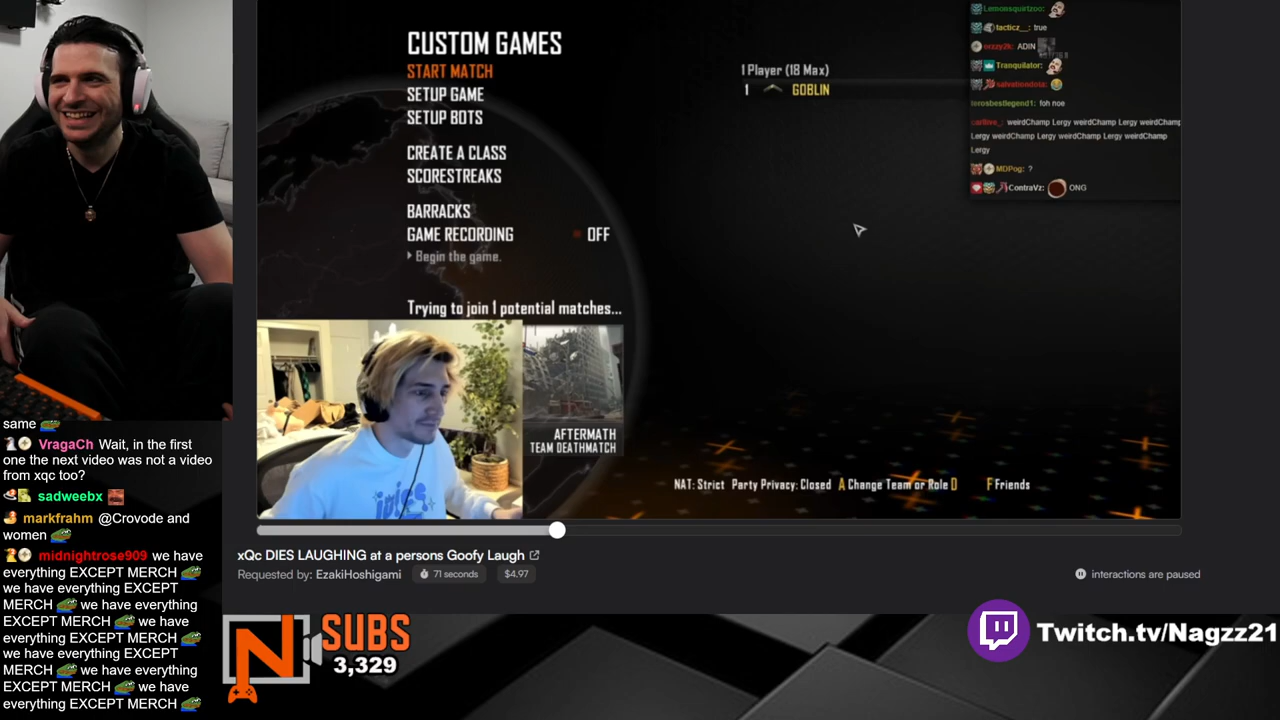 CUSTOM GAMES
START MATCH
SETUP GAME
SETUP BOTS
CREATE A CLASS
SCORESTREAKS
BARRACKS
GAME RECORDING OFF
Begin the game.
Trying to join 1 potential matches...
1 Player (18 Max)
1 GOBLIN
AFTERMATH
TEAM DEATHMATCH
NAT: Strict Party Privacy: Closed A Change Team or Role D F Friends
Lemonsquirtzoo:
tacticz__: true
ADIN
Tranquilator:
salvationdota:
terosbestlegend1: foh noe
carllive_: weirdChamp Lergy weirdChamp Lergy weirdChamp
Lergy weirdChamp Lergy weirdChamp Lergy weirdChamp
Lergy
MDPog: ?
ContraVz: ONG
same
VragaCh Wait, in the first
one the next video was not a video
from xqc too?
sadweebx
markfrahm @Crovode and
women
midnightrose909 we have
everything EXCEPT MERCH
we have everything EXCEPT
MERCH we have everything
EXCEPT MERCH we have
everything EXCEPT MERCH
we have everything EXCEPT
MERCH we have everything
EXCEPT MERCH we have
everything EXCEPT MERCH
xQc DIES LAUGHING at a persons Goofy Laugh
Requested by: EzakiHoshigami 71 seconds $4.97
interactions are paused
N
SUBS
3,329
Twitch.tv/Nagzz21